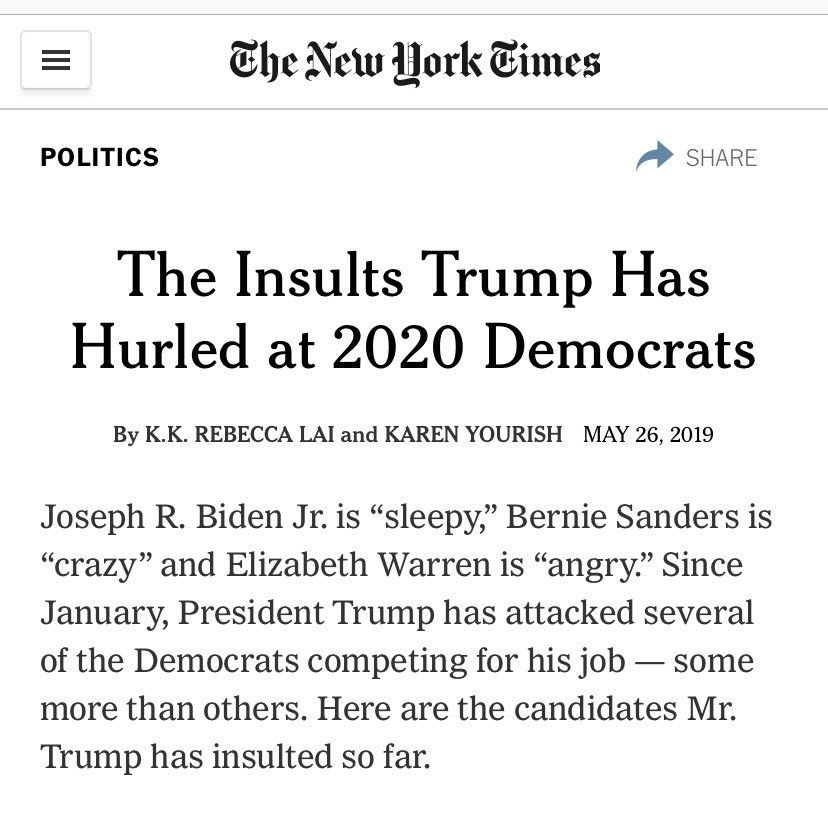 The New York Times
POLITICS
SHARE
The Insults Trump Has
Hurled at 2020 Democrats
By K.K. REBECCA LAI and KAREN YOURISH MAY 26, 2019
Joseph R. Biden Jr. is “sleepy,” Bernie Sanders is
“crazy” and Elizabeth Warren is “angry.” Since
January, President Trump has attacked several
of the Democrats competing for his job — some
more than others. Here are the candidates Mr.
Trump has insulted so far.